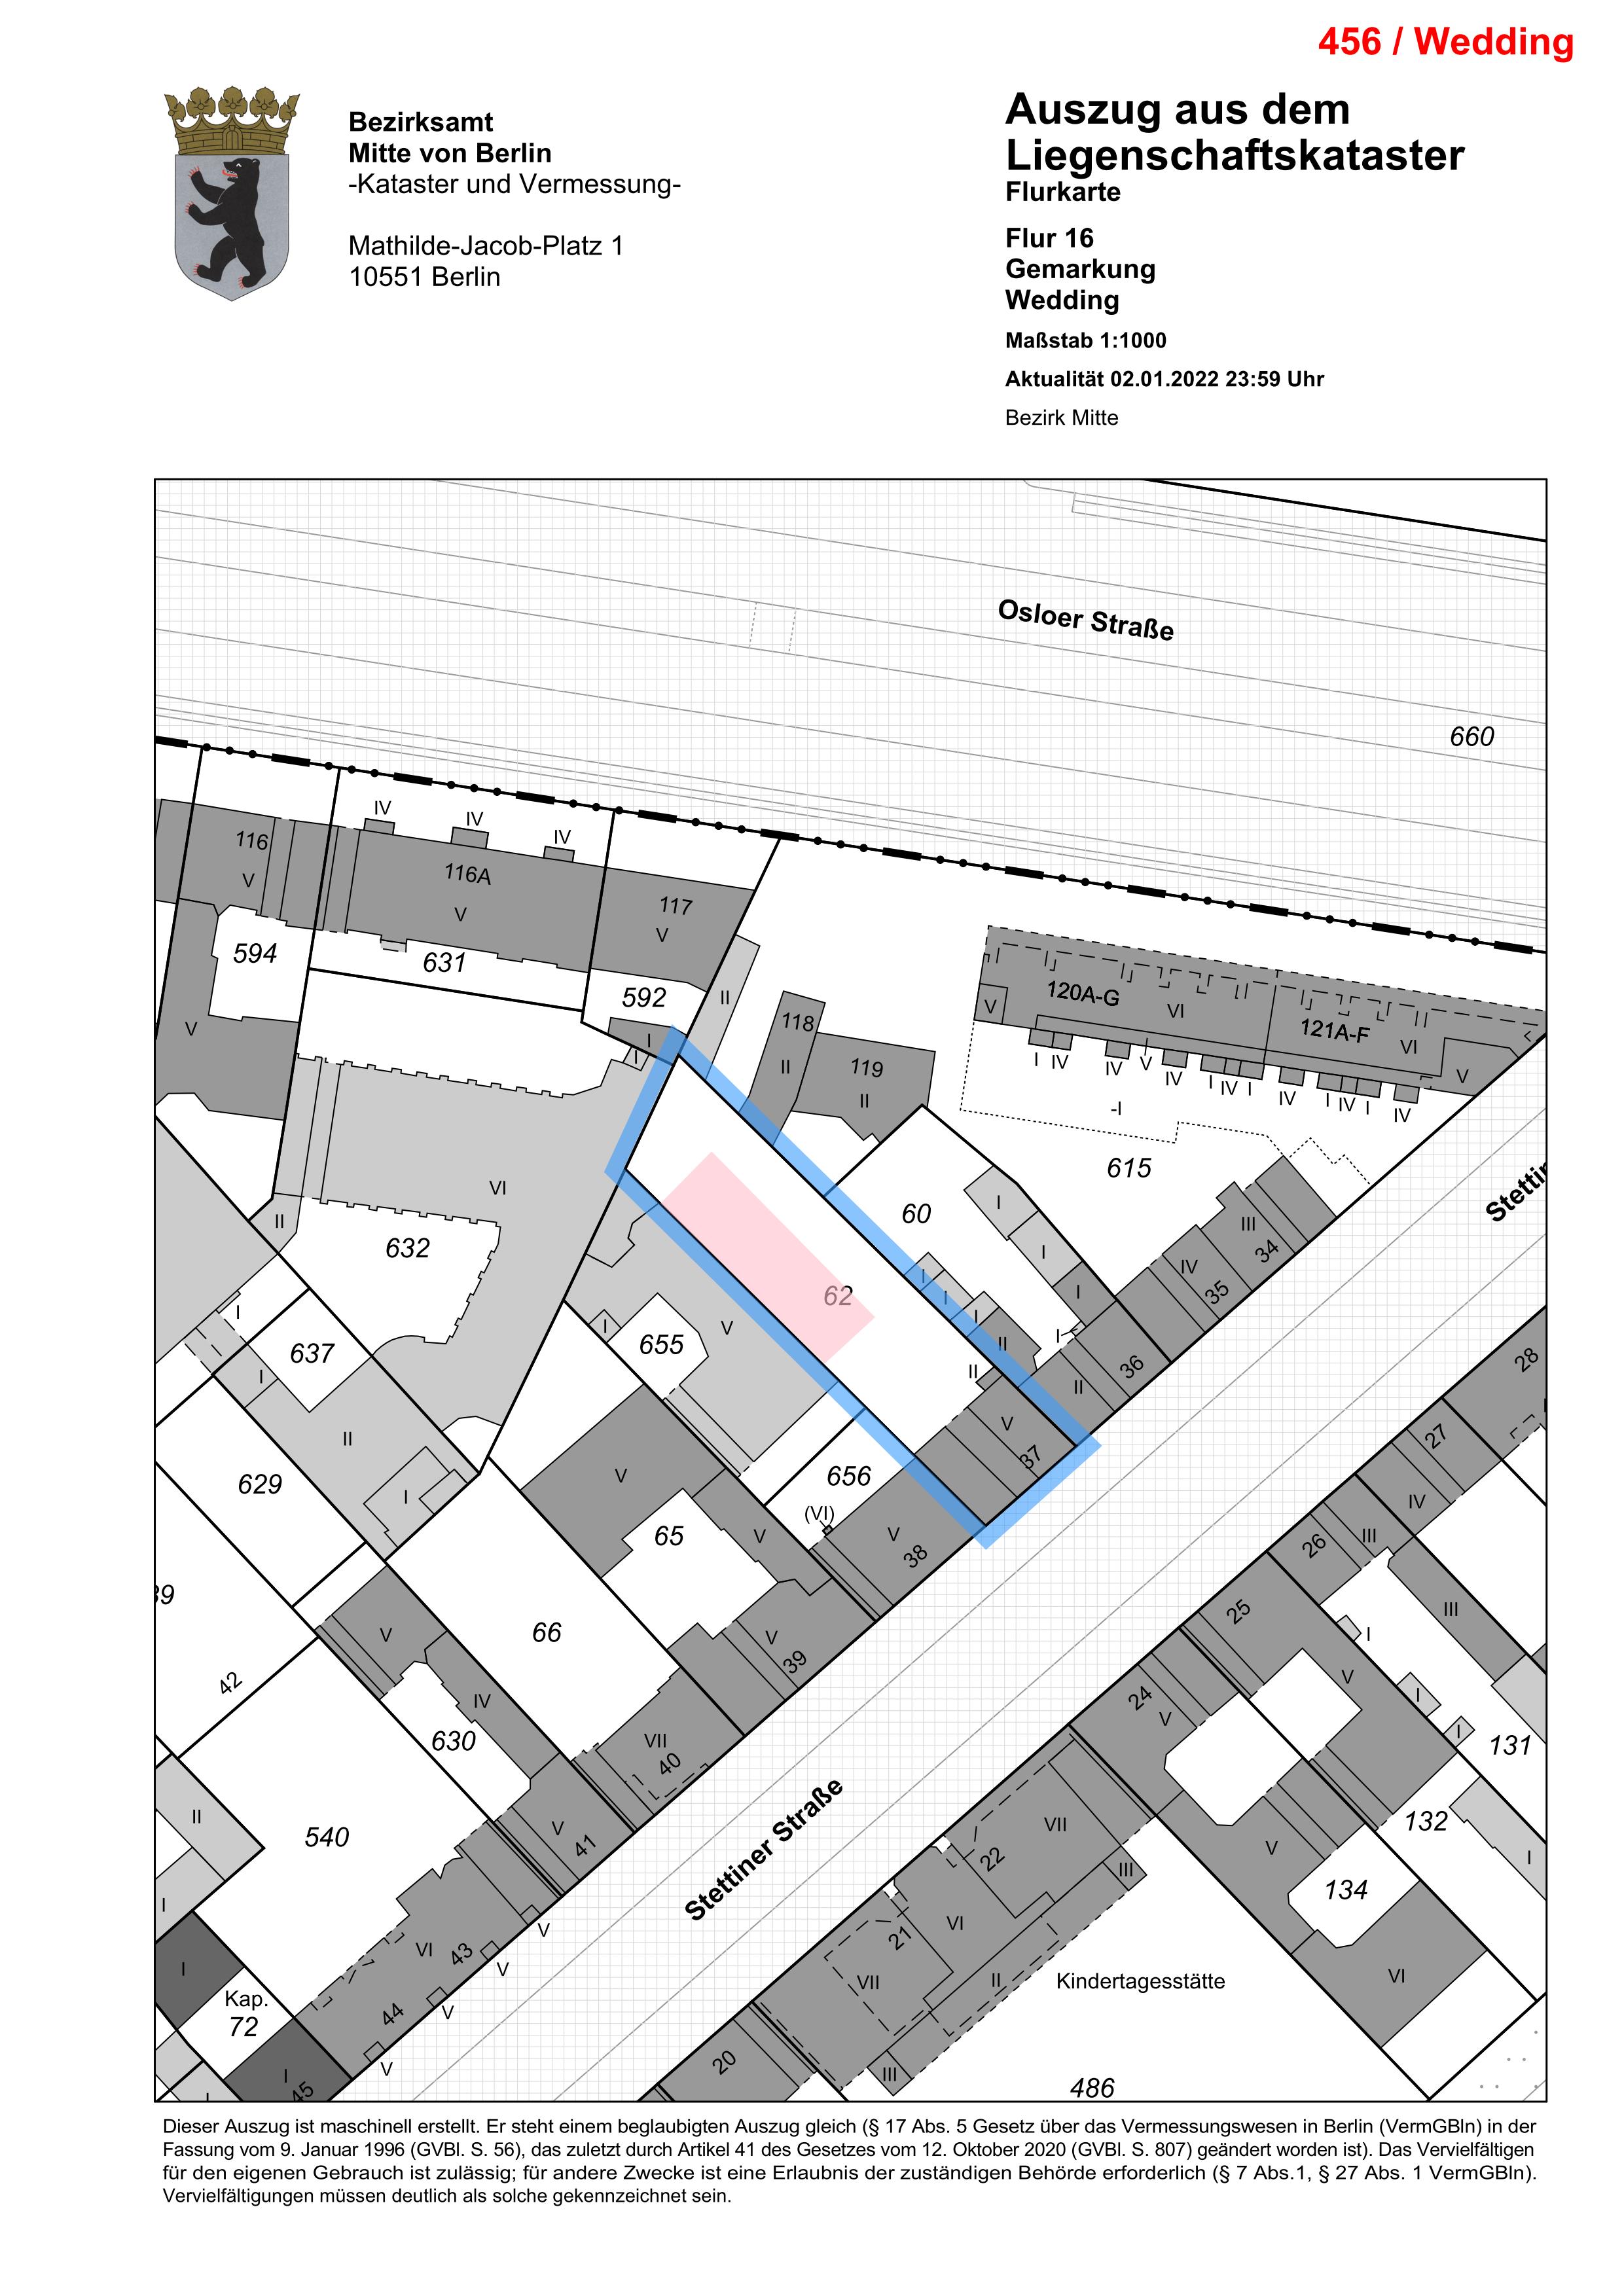 456 / Wedding
Bezirksamt
Mitte von Berlin
-Kataster und Vermessung-
Mathilde-Jacob-Platz 1
10551 Berlin
Auszug aus dem
Liegenschaftskataster
Flurkarte
Flur 16
Gemarkung
Wedding
Maßstab 1:1000
Aktualität 02.01.2022 23:59 Uhr
Bezirk Mitte
Osloer Straße
660
IV
IV
IV
116
V
116A
V
117
V
594
631
592
II
V
I
I
118
II
119
II
120A-G
V
VI
121A-F
VI
V
I IV
IV
V
IV
I IV I
IV
I IV I
IV
-I
615
Stettin
60
I
I
I
III
34
IV
35
VI
II
632
62
I
I
I
II
I
II
36
II
I
637
I
I
655
V
28
II
629
I
V
656
V
37
27
IV
(VI)
V
38
65
V
26
III
39
66
V
V
39
25
III
I
V
42
IV
630
VII
40
24
V
I
I
131
II
540
V
41
Stettiner Straße
VII
22
III
132
V
I
134
I
VI
43
V
VI
21
V
VII
II
Kindertagesstätte
VI
I
Kap.
72
44
V
20
III
V
I
45
I
486
Dieser Auszug ist maschinell erstellt. Er steht einem beglaubigten Auszug gleich (§ 17 Abs. 5 Gesetz über das Vermessungswesen in Berlin (VermGBln) in der
Fassung vom 9. Januar 1996 (GVBl. S. 56), das zuletzt durch Artikel 41 des Gesetzes vom 12. Oktober 2020 (GVBl. S. 807) geändert worden ist). Das Vervielfältigen
für den eigenen Gebrauch ist zulässig; für andere Zwecke ist eine Erlaubnis der zuständigen Behörde erforderlich (§ 7 Abs.1, § 27 Abs. 1 VermGBln).
Vervielfältigungen müssen deutlich als solche gekennzeichnet sein.